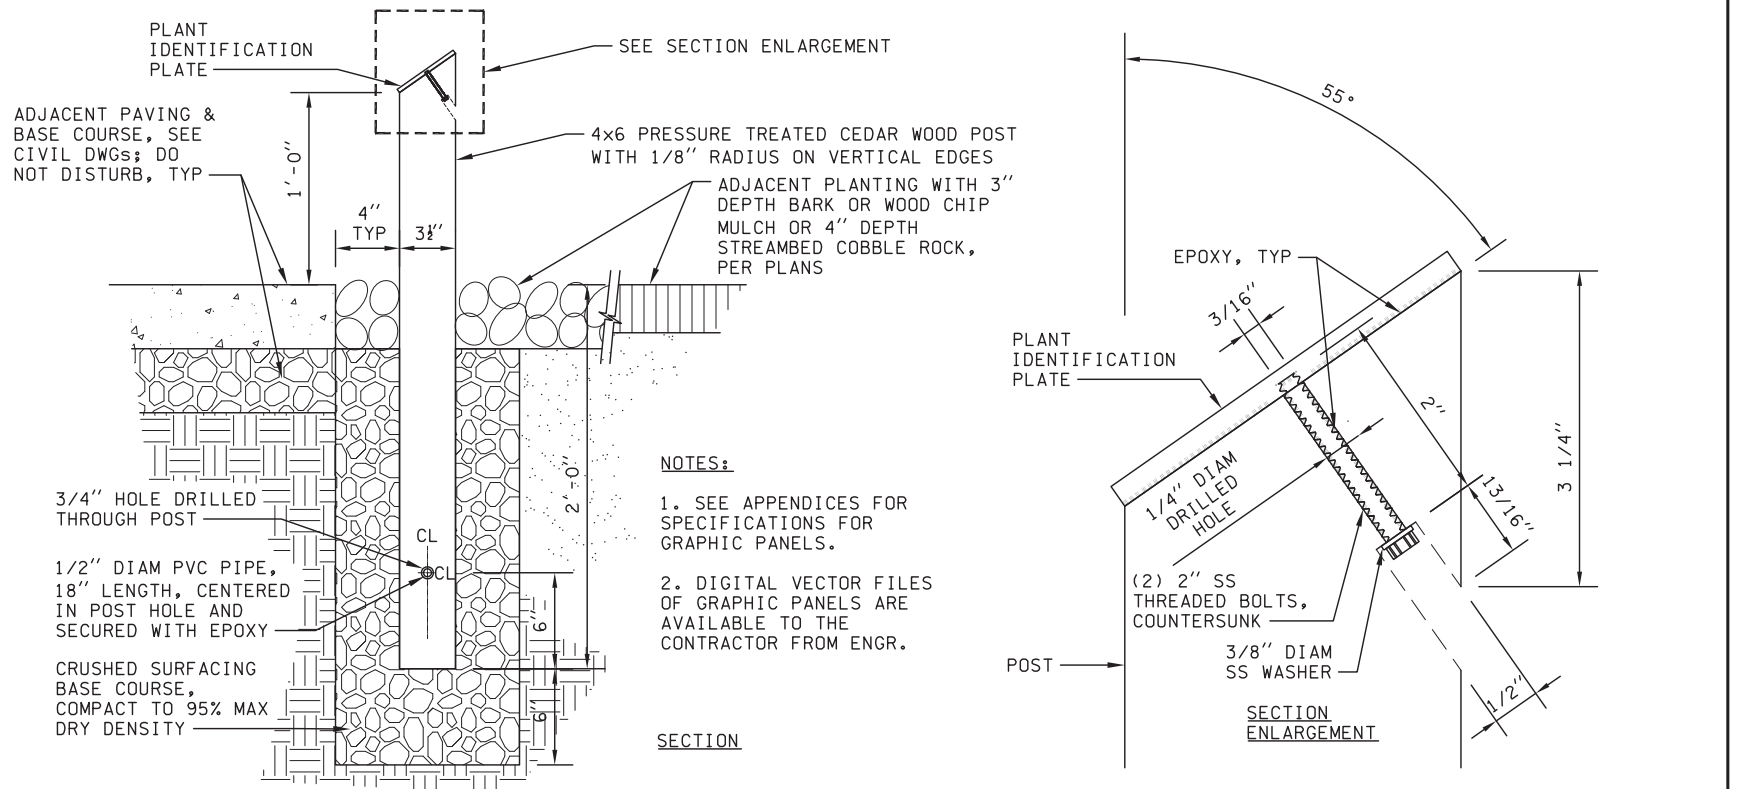 PLANT
IDENTIFICATION
PLATE
SEE SECTION ENLARGEMENT
ADJACENT PAVING &
BASE COURSE, SEE
CIVIL DWGs; DO
NOT DISTURB, TYP
1'-0"
4"
TYP
3½"
4x6 PRESSURE TREATED CEDAR WOOD POST
WITH 1/8" RADIUS ON VERTICAL EDGES
ADJACENT PLANTING WITH 3"
DEPTH BARK OR WOOD CHIP
MULCH OR 4" DEPTH
STREAMBED COBBLE ROCK,
PER PLANS
2'-0"
3/4" HOLE DRILLED
THROUGH POST
CL
CL
1/2" DIAM PVC PIPE,
18" LENGTH, CENTERED
IN POST HOLE AND
SECURED WITH EPOXY
6"
CRUSHED SURFACING
BASE COURSE,
COMPACT TO 95% MAX
DRY DENSITY
6"
NOTES:
1. SEE APPENDICES FOR
SPECIFICATIONS FOR
GRAPHIC PANELS.
2. DIGITAL VECTOR FILES
OF GRAPHIC PANELS ARE
AVAILABLE TO THE
CONTRACTOR FROM ENGR.
SECTION
55°
EPOXY, TYP
3/16"
PLANT
IDENTIFICATION
PLATE
2"
3 1/4"
1/4" DIAM
DRILLED
HOLE
13/16"
(2) 2" SS
THREADED BOLTS,
COUNTERSUNK
3/8" DIAM
SS WASHER
POST
1/2"
SECTION
ENLARGEMENT